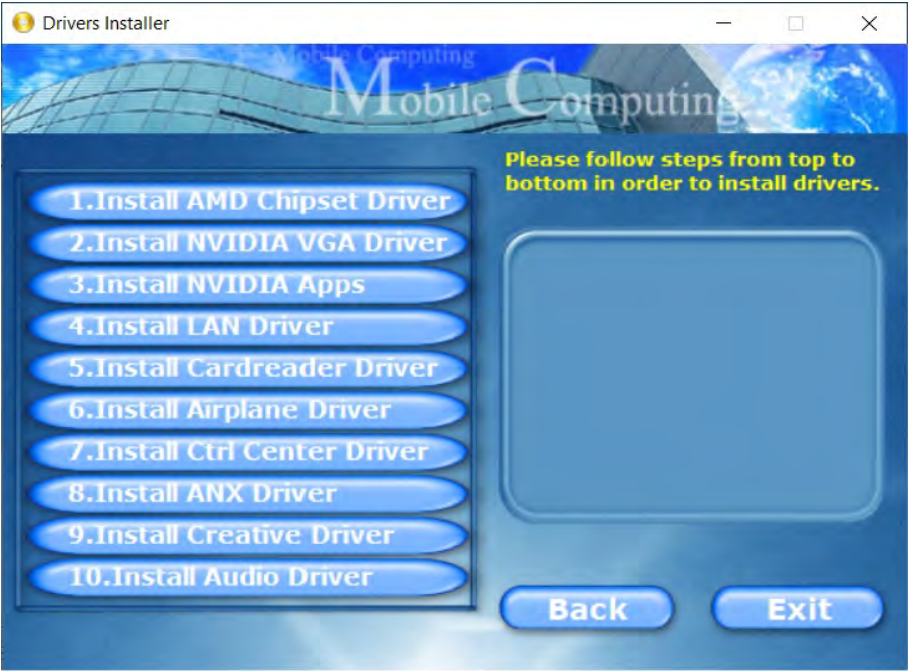 Drivers Installer
Mobile Computing
Mobile Computing
Please follow steps from top to
bottom in order to install drivers.
1.Install AMD Chipset Driver
2.Install NVIDIA VGA Driver
3.Install NVIDIA Apps
4.Install LAN Driver
5.Install Cardreader Driver
6.Install Airplane Driver
7.Install Ctrl Center Driver
8.Install ANX Driver
9.Install Creative Driver
10.Install Audio Driver
Back
Exit